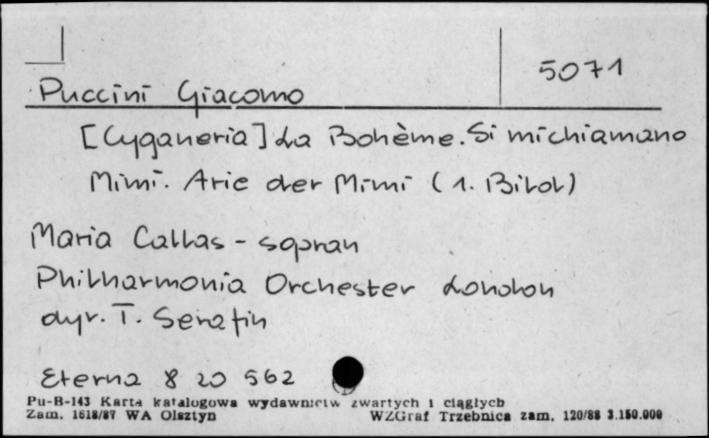 5071
Puccini Giacomo
[Cyganeria] La Bohème. Si michiamano
Mimi. Arie der Mimi (1. Bild)
Maria Callas - sopran
Philharmonia Orchester London
dyr. T. Serafin
Eterna 8 20 562
Pu-B-143 Karta katalogowa wydawnictw zwartych i ciągłych
Zam. 1618/87 WA Olsztyn WZGraf Trzebnica zam. 120/88 3.150.000